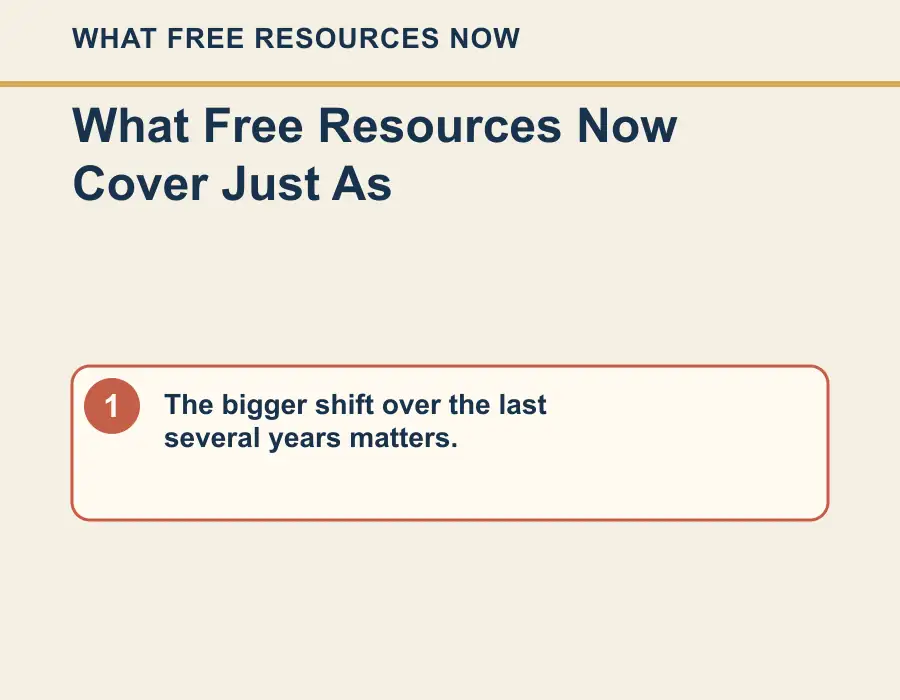 WHAT FREE RESOURCES NOW
What Free Resources Now
Cover Just As
1
The bigger shift over the last
several years matters.